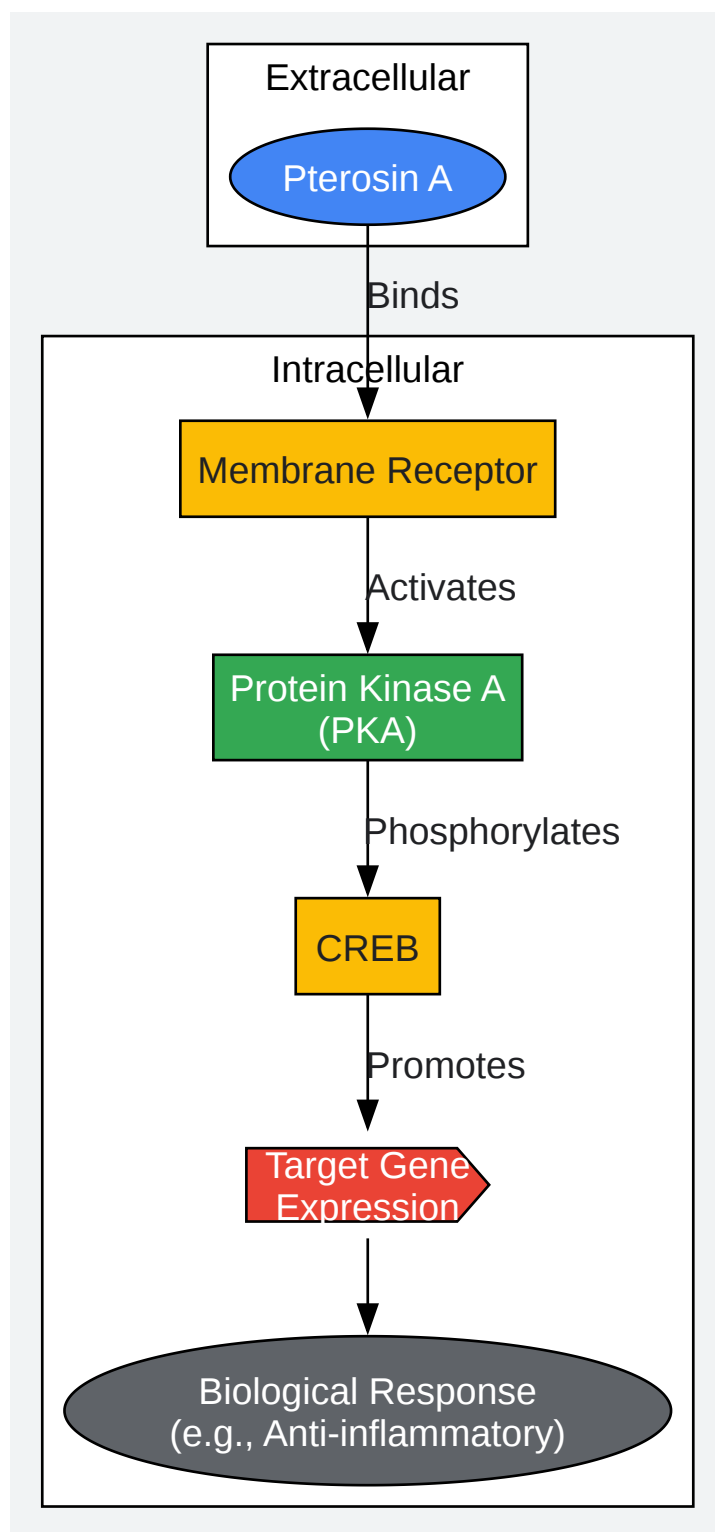 Extracellular
Pterosin A
Binds
Intracellular
Membrane Receptor
Activates
Protein Kinase A
(PKA)
Phosphorylates
CREB
Promotes
Target Gene
Expression
Biological Response
(e.g., Anti-inflammatory)